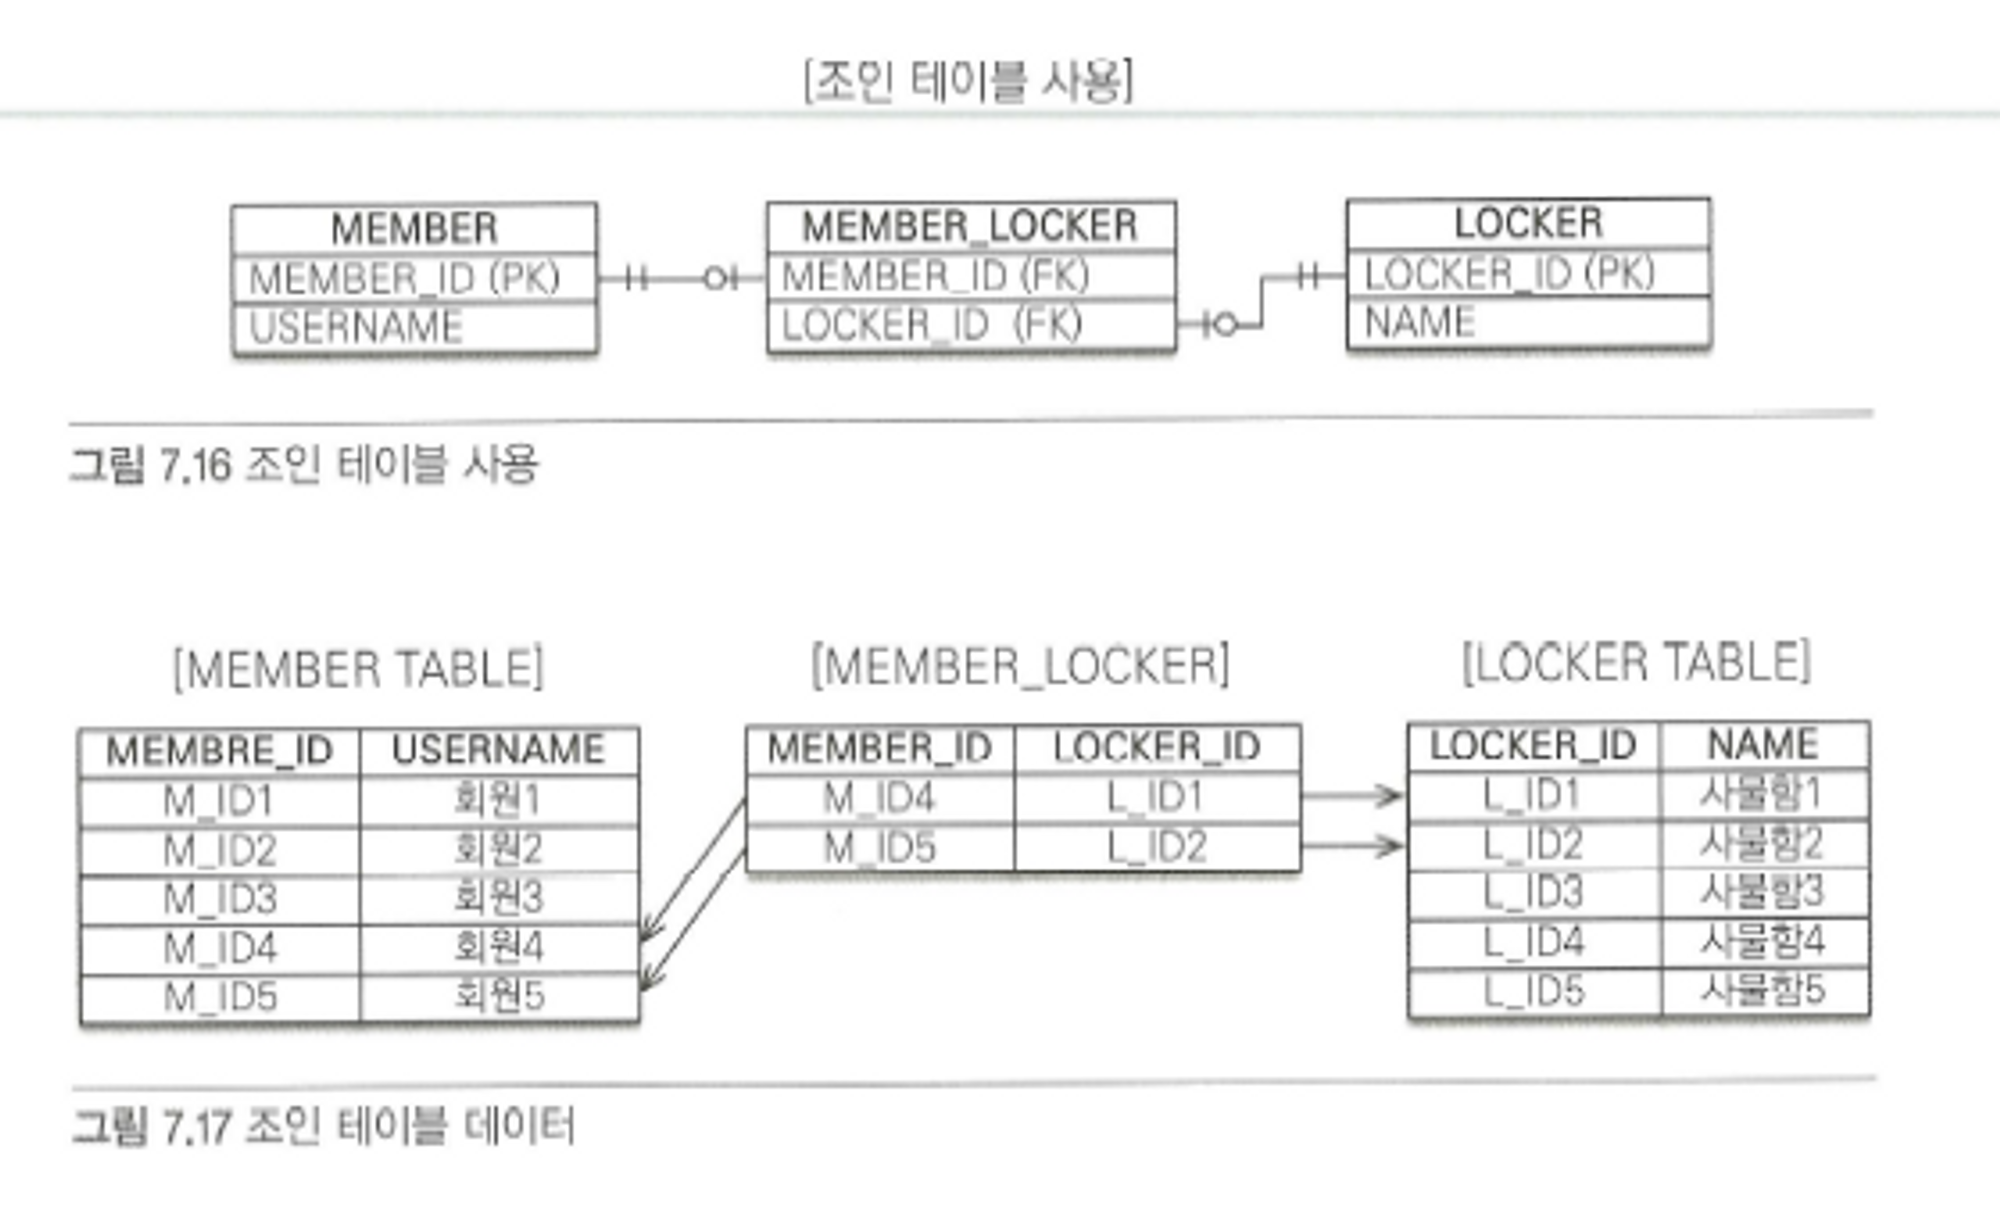 [조인 테이블 사용]
MEMBER
MEMBER_ID (PK)
USERNAME
MEMBER_LOCKER
MEMBER_ID (FK)
LOCKER_ID (FK)
LOCKER
LOCKER_ID (PK)
NAME
그림 7.16 조인 테이블 사용
[MEMBER TABLE]
MEMBRE_ID USERNAME
M_ID1 회원1
M_ID2 회원2
M_ID3 회원3
M_ID4 회원4
M_ID5 회원5
[MEMBER_LOCKER]
MEMBER_ID LOCKER_ID
M_ID4 L_ID1
M_ID5 L_ID2
[LOCKER TABLE]
LOCKER_ID NAME
L_ID1 사물함1
L_ID2 사물함2
L_ID3 사물함3
L_ID4 사물함4
L_ID5 사물함5
그림 7.17 조인 테이블 데이터